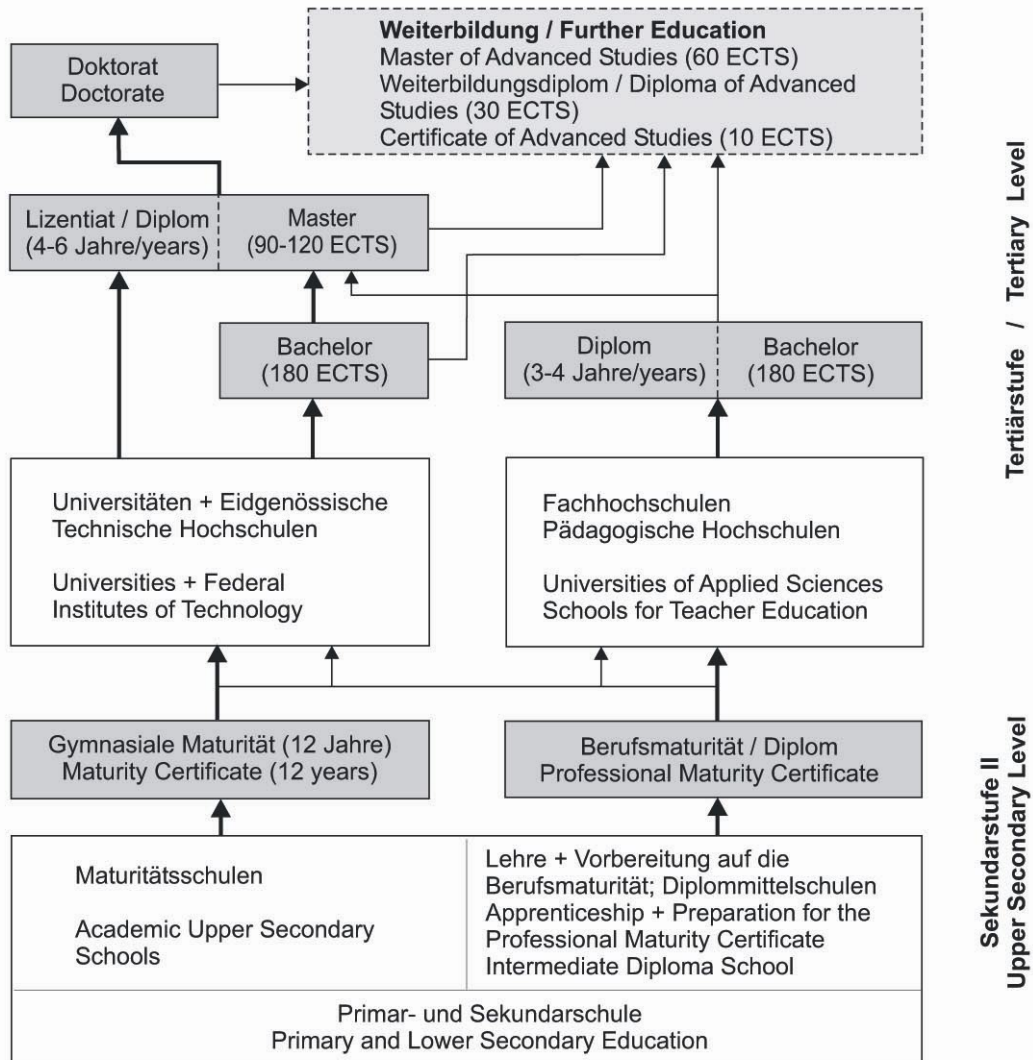 Weiterbildung / Further Education
Master of Advanced Studies (60 ECTS)
Weiterbildungsdiplom / Diploma of Advanced
Studies (30 ECTS)
Certificate of Advanced Studies (10 ECTS)
Doktorat
Doctorate
Lizentiat / Diplom
(4-6 Jahre/years)
Master
(90-120 ECTS)
Bachelor
(180 ECTS)
Diplom
(3-4 Jahre/years)
Bachelor
(180 ECTS)
Universitäten + Eidgenössische
Technische Hochschulen
Universities + Federal
Institutes of Technology
Fachhochschulen
Pädagogische Hochschulen
Universities of Applied Sciences
Schools for Teacher Education
Tertiärstufe / Tertiary Level
Gymnasiale Maturität (12 Jahre)
Maturity Certificate (12 years)
Berufsmaturität / Diplom
Professional Maturity Certificate
Maturitätsschulen
Academic Upper Secondary
Schools
Lehre + Vorbereitung auf die
Berufsmaturität; Diplommittelschulen
Apprenticeship + Preparation for the
Professional Maturity Certificate
Intermediate Diploma School
Primar- und Sekundarschule
Primary and Lower Secondary Education
Sekundarstufe II
Upper Secondary Level